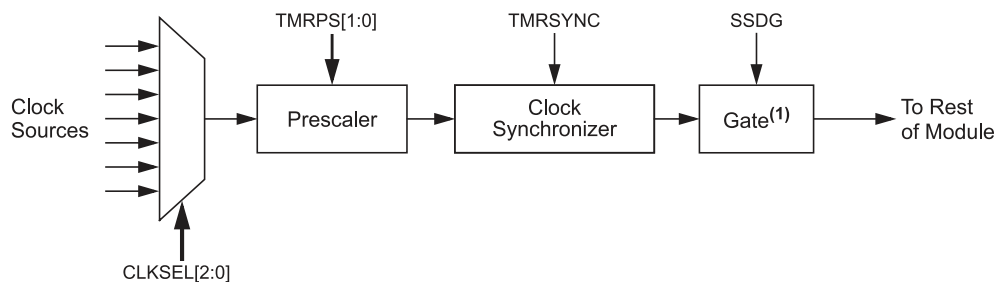 TMRPS[1:0]
TMRSYNC
SSDG
Clock
Sources
Prescaler
Clock
Synchronizer
Gate(1)
To Rest
of Module
CLKSEL[2:0]